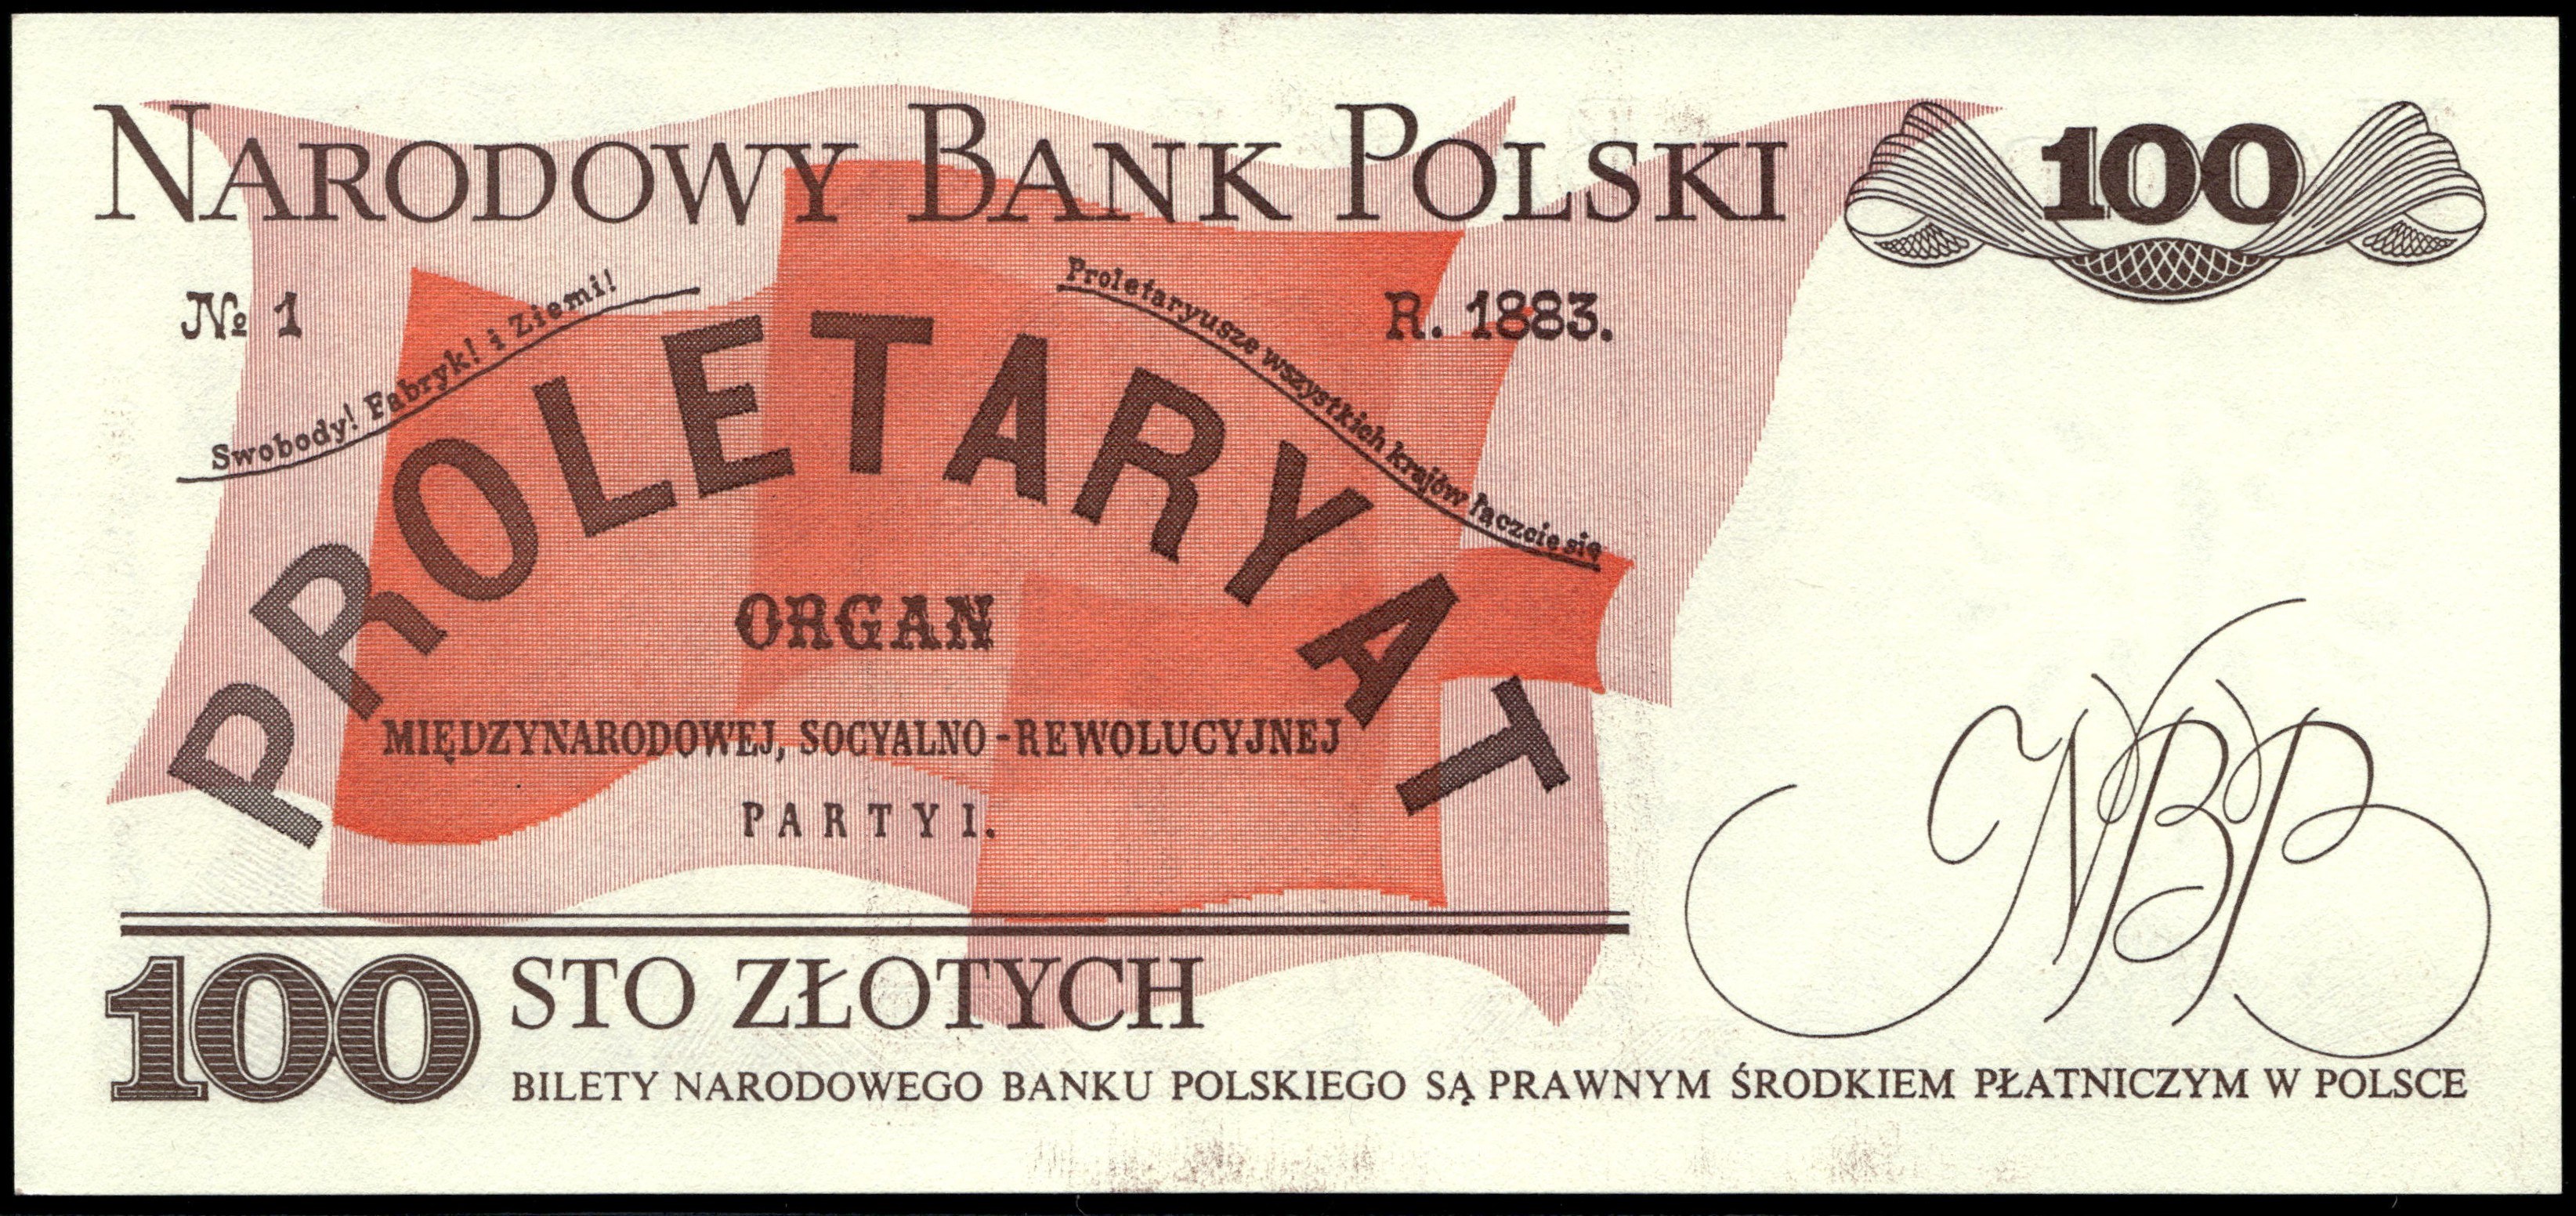 NARODOWY BANK POLSKI
100
№ 1
Swobody! Fabryk! i Ziemi!
Proletaryusze wszystkich krajów łączcie się
R. 1883.
PROLETARYAT
ORGAN
MIĘDZYNARODOWEJ, SOCYALNO-REWOLUCYJNEJ
PARTYI.
NBP
100 STO ZŁOTYCH
BILETY NARODOWEGO BANKU POLSKIEGO SĄ PRAWNYM ŚRODKIEM PŁATNICZYM W POLSCE